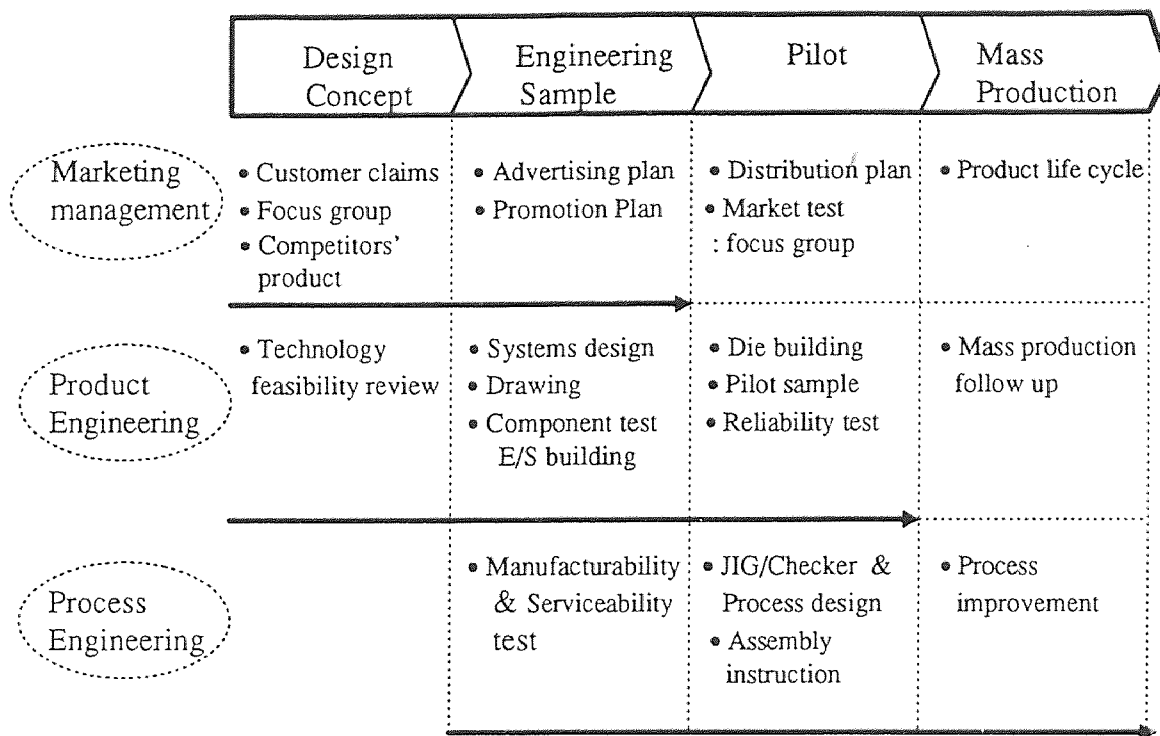 Design
Concept
Engineering
Sample
Pilot
Mass
Production
Marketing
management
• Customer claims
• Focus group
• Competitors'
product
• Advertising plan
• Promotion Plan
• Distribution plan
• Market test
: focus group
• Product life cycle
Product
Engineering
• Technology
feasibility review
• Systems design
• Drawing
• Component test
E/S building
• Die building
• Pilot sample
• Reliability test
• Mass production
follow up
Process
Engineering
• Manufacturability
& Serviceability
test
• JIG/Checker &
Process design
• Assembly
instruction
• Process
improvement